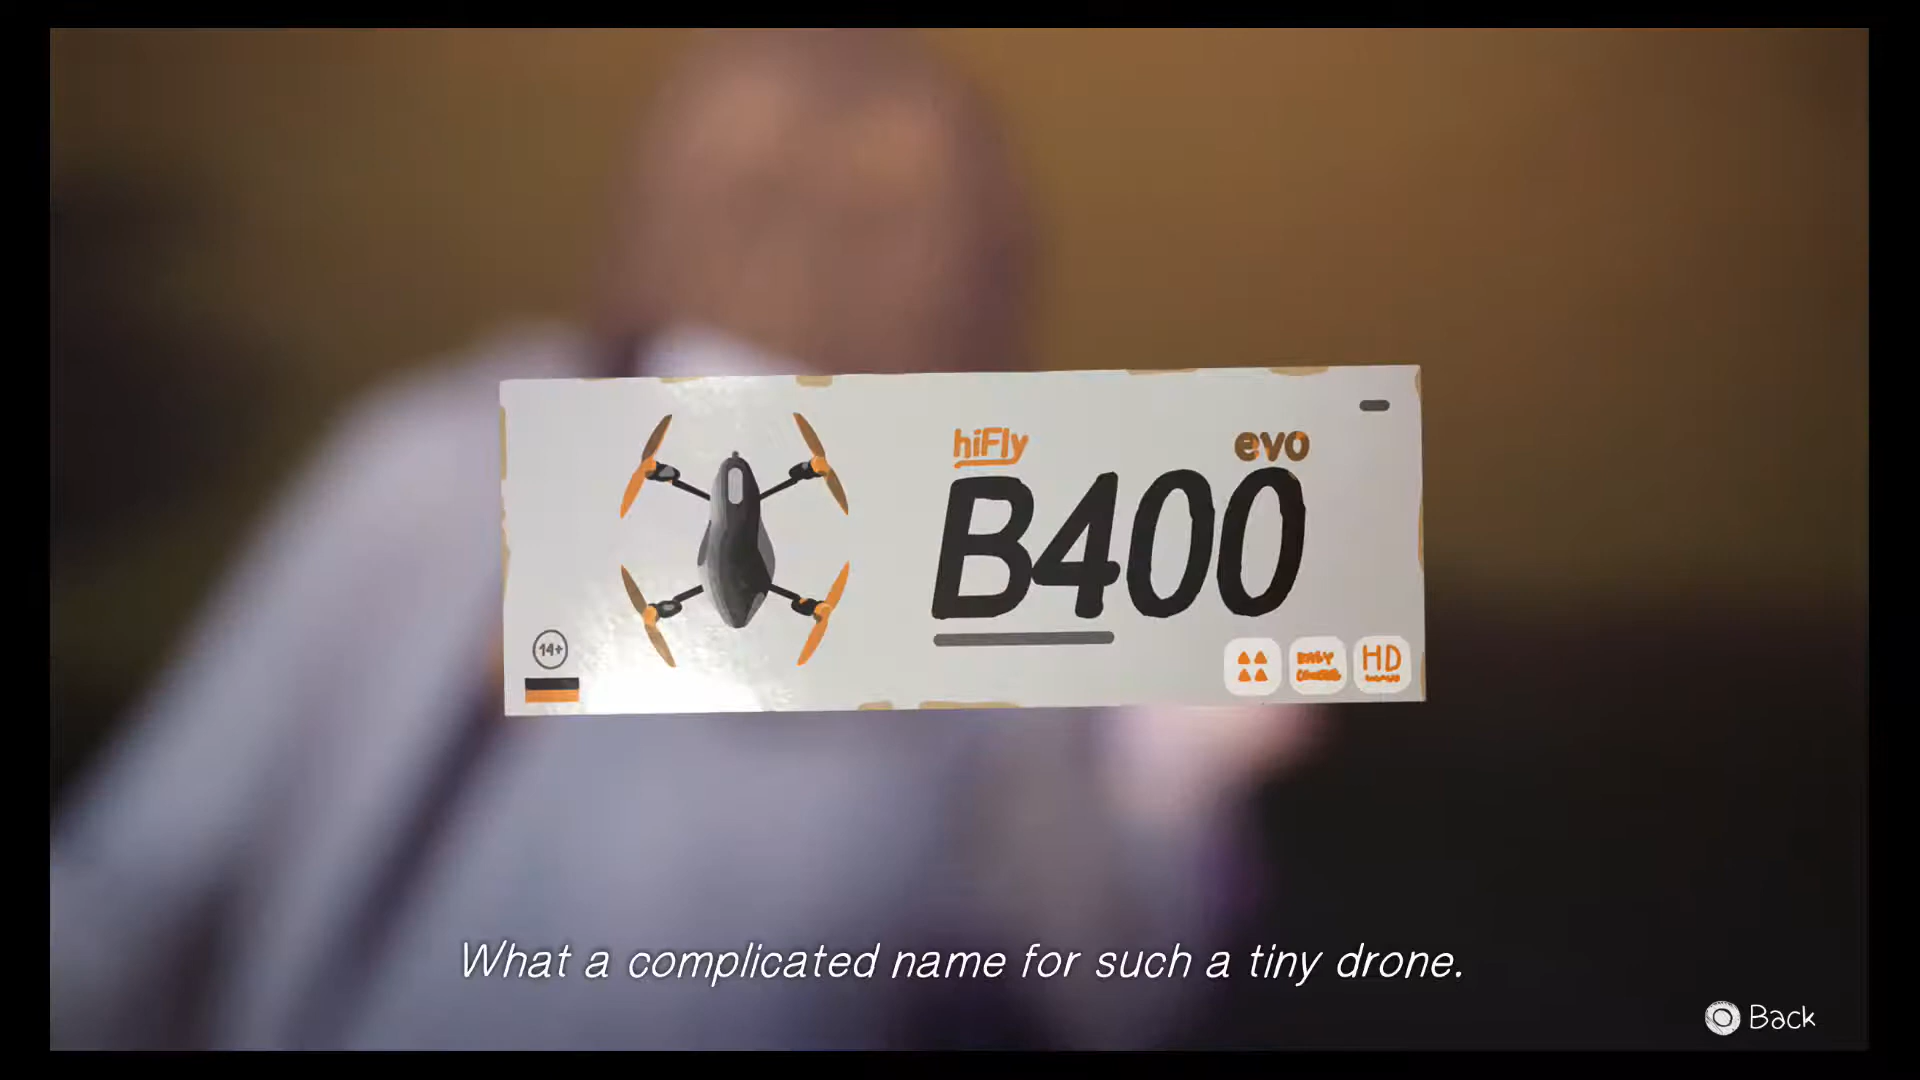 hiFly
evo
B400
14+
HD
What a complicated name for such a tiny drone.
Back